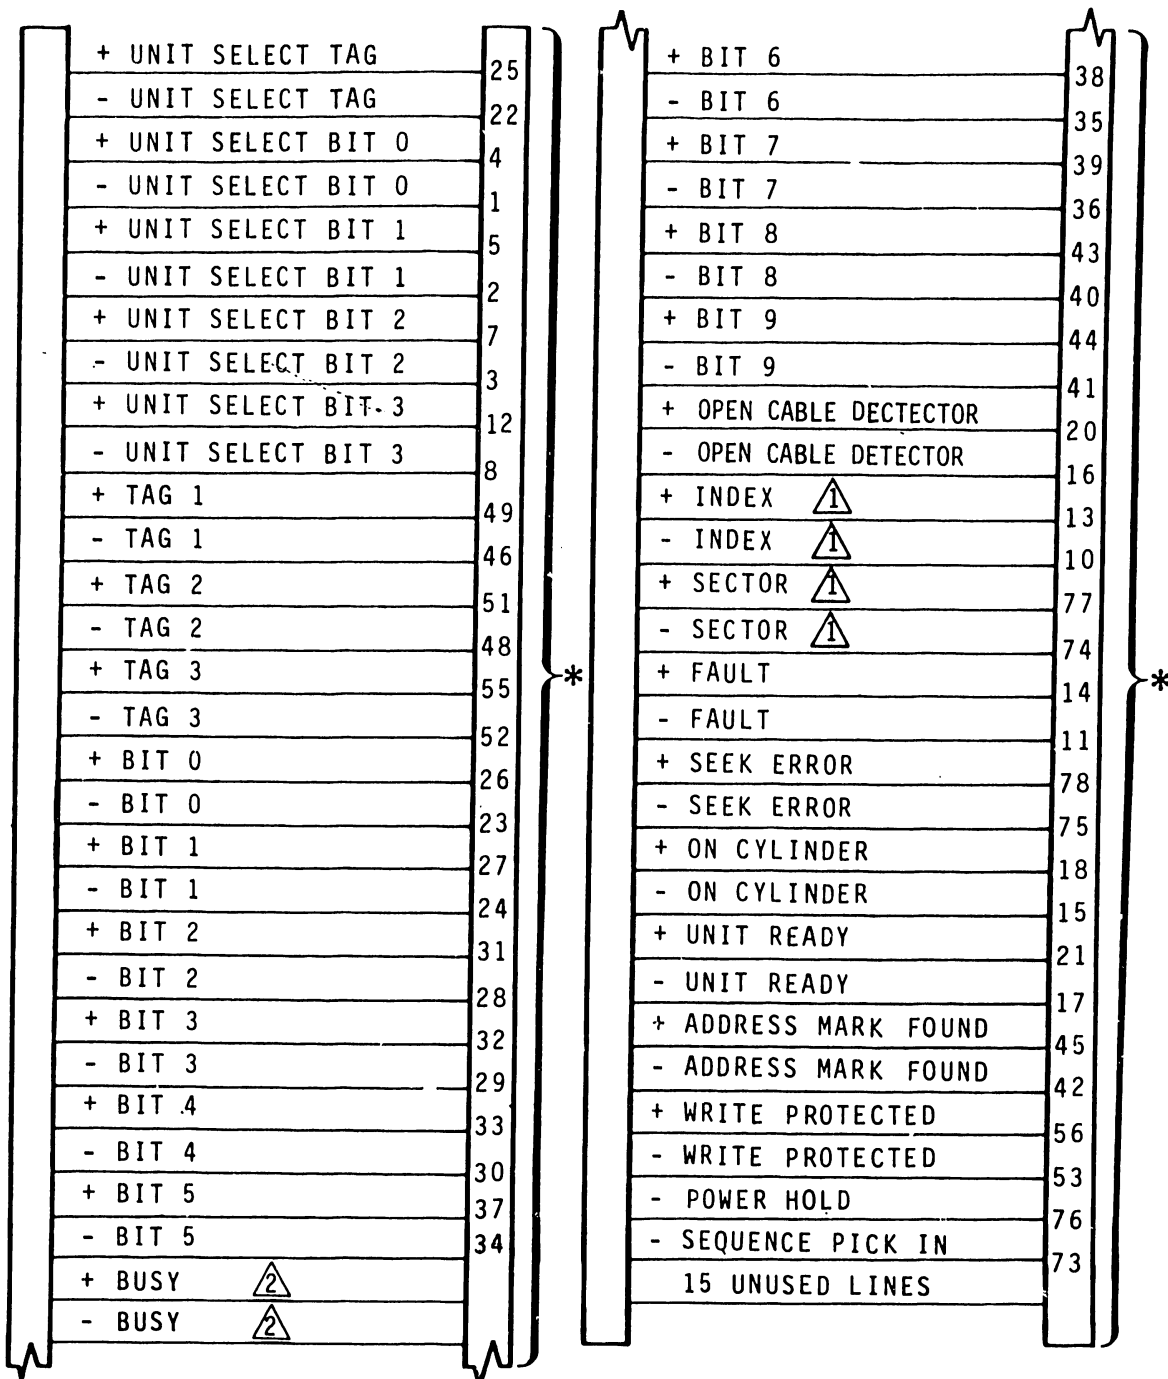 + UNIT SELECT TAG 25
- UNIT SELECT TAG 22
+ UNIT SELECT BIT 0 4
- UNIT SELECT BIT 0 1
+ UNIT SELECT BIT 1 5
- UNIT SELECT BIT 1 2
+ UNIT SELECT BIT 2 7
- UNIT SELECT BIT 2 3
+ UNIT SELECT BIT 3 12
- UNIT SELECT BIT 3 8
+ TAG 1 49
- TAG 1 46
+ TAG 2 51
- TAG 2 48
+ TAG 3 55
- TAG 3 52
+ BIT 0 26
- BIT 0 23
+ BIT 1 27
- BIT 1 24
+ BIT 2 31
- BIT 2 28
+ BIT 3 32
- BIT 3 29
+ BIT 4 33
- BIT 4 30
+ BIT 5 37
- BIT 5 34
+ BUSY 2
- BUSY 2
*
+ BIT 6 38
- BIT 6 35
+ BIT 7 39
- BIT 7 36
+ BIT 8 43
- BIT 8 40
+ BIT 9 44
- BIT 9 41
+ OPEN CABLE DECTECTOR 20
- OPEN CABLE DETECTOR 16
+ INDEX 1 13
- INDEX 1 10
+ SECTOR 1 77
- SECTOR 1 74
+ FAULT 14
- FAULT 11
+ SEEK ERROR 78
- SEEK ERROR 75
+ ON CYLINDER 18
- ON CYLINDER 15
+ UNIT READY 21
- UNIT READY 17
+ ADDRESS MARK FOUND 45
- ADDRESS MARK FOUND 42
+ WRITE PROTECTED 56
- WRITE PROTECTED 53
- POWER HOLD 76
- SEQUENCE PICK IN 73
15 UNUSED LINES
*